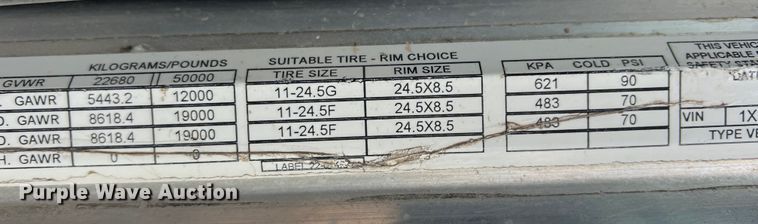 KILOGRAMS/POUNDS SUITABLE TIRE - RIM CHOICE THIS VEHIC
GVWR 22680 50000 TIRE SIZE RIM SIZE KPA COLD PSI APPLICABLE
. GAWR 5443.2 12000 11-24.5G 24.5X8.5 621 90 SAFETY STA
D. GAWR 8618.4 19000 11-24.5F 24.5X8.5 483 70
D. GAWR 8618.4 19000 11-24.5F 24.5X8.5 483 70 VIN 1X
H. GAWR 0 0 TYPE VE
LABEL
Purple Wave Auction